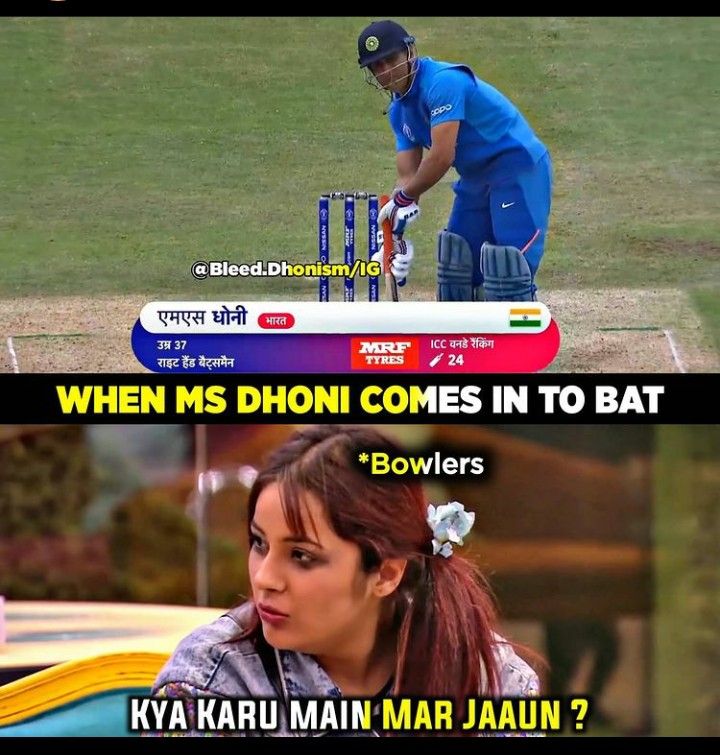 oppo
@Bleed.Dhonism/IG
एमएस धोनी भारत
उम्र 37
राइट हैंड बैट्समैन
MRF
TYRES
ICC वनडे रैंकिंग
24
WHEN MS DHONI COMES IN TO BAT
*Bowlers
KYA KARU MAIN MAR JAAUN ?